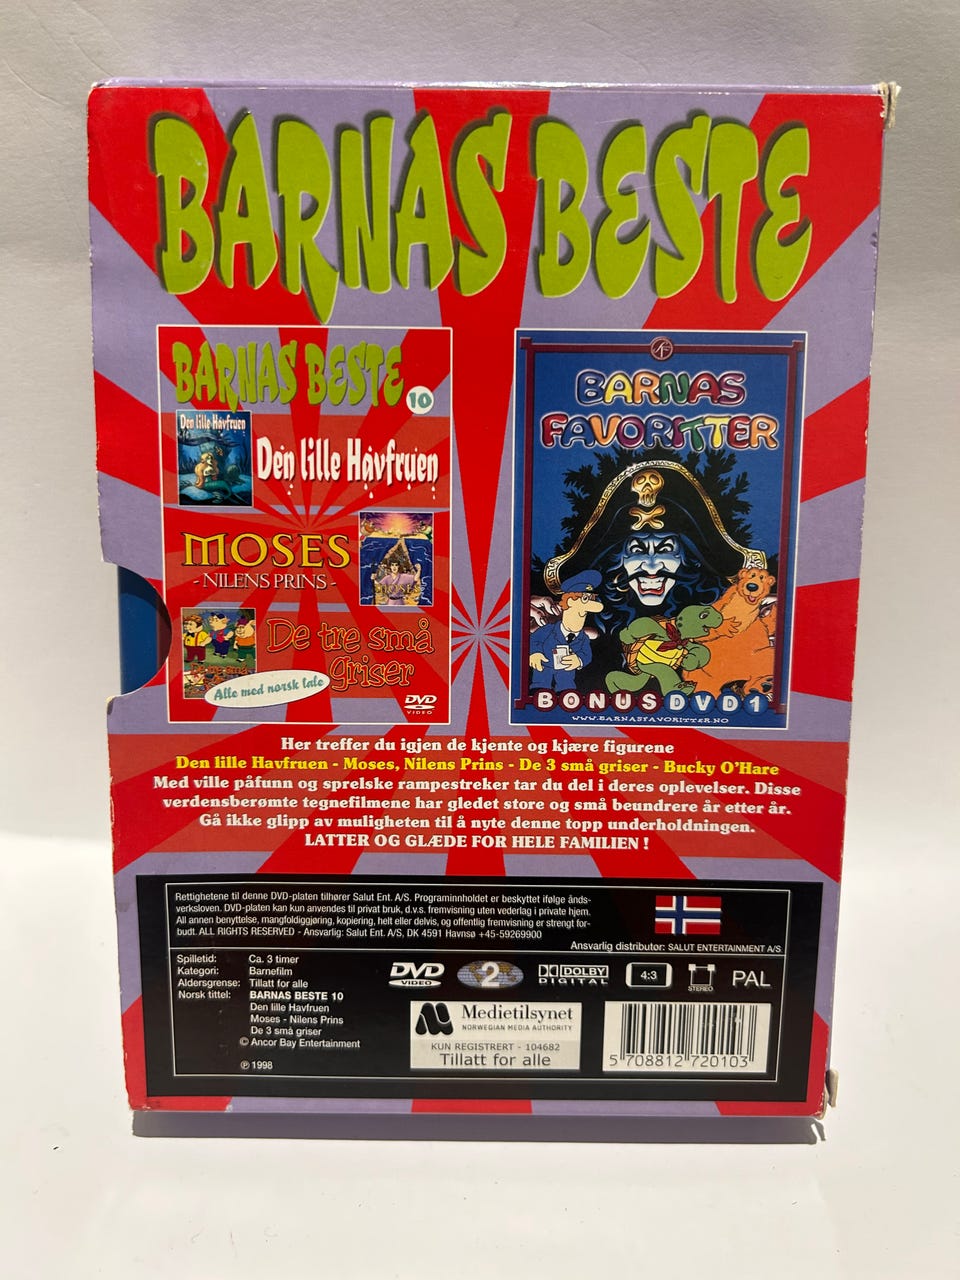 BARNAS BESTE
BARNAS BESTE
10
Den lille Havfruen
Den lille Havfruen
MOSES
- NILENS PRINS -
MOSES
De tre små
griser
Alle med norsk tale
DVD
VIDEO
BARNAS
FAVORITTER
BONUS DVD 1
WWW.BARNASFAVORITTER.NO
Her treffer du igjen de kjente og kjære figurene
Den lille Havfruen - Moses, Nilens Prins - De 3 små griser - Bucky O'Hare
Med ville påfunn og sprelske rampestreker tar du del i deres oplevelser. Disse
verdensberømte tegnefilmene har gledet store og små beundrere år etter år.
Gå ikke glipp av muligheten til å nyte denne topp underholdningen.
LATTER OG GLÆDE FOR HELE FAMILIEN !
Rettighetene til denne DVD-platen tilhører Salut Ent. A/S. Programinnholdet er beskyttet ifølge ånds-
verksloven. DVD-platen kan kun anvendes til privat bruk, d.v.s. fremvisning uten vederlag i private hjem.
All annen benyttelse, mangfoldiggjøring, kopiering, helt eller delvis, og offentlig fremvisning er strengt for-
budt. ALL RIGHTS RESERVED - Ansvarlig: Salut Ent. A/S, DK 4591 Havnsø +45-59269900
Ansvarlig distributør: SALUT ENTERTAINMENT A/S
Spilletid: Ca. 3 timer
Kategori: Barnefilm
Aldersgrense: Tillatt for alle
Norsk tittel: BARNAS BESTE 10
Den lille Havfruen
Moses - Nilens Prins
De 3 små griser
© Ancor Bay Entertainment
℗ 1998
DVD
VIDEO
2
DOLBY
DIGITAL
4:3
STEREO
PAL
Medietilsynet
NORWEGIAN MEDIA AUTHORITY
KUN REGISTRERT - 104682
Tillatt for alle
5 708812 720103